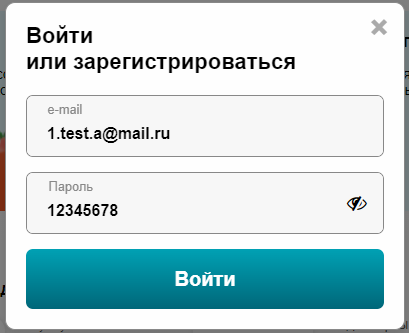 Войти
или зарегистрироваться
e-mail
1.test.a@mail.ru
Пароль
12345678
Войти